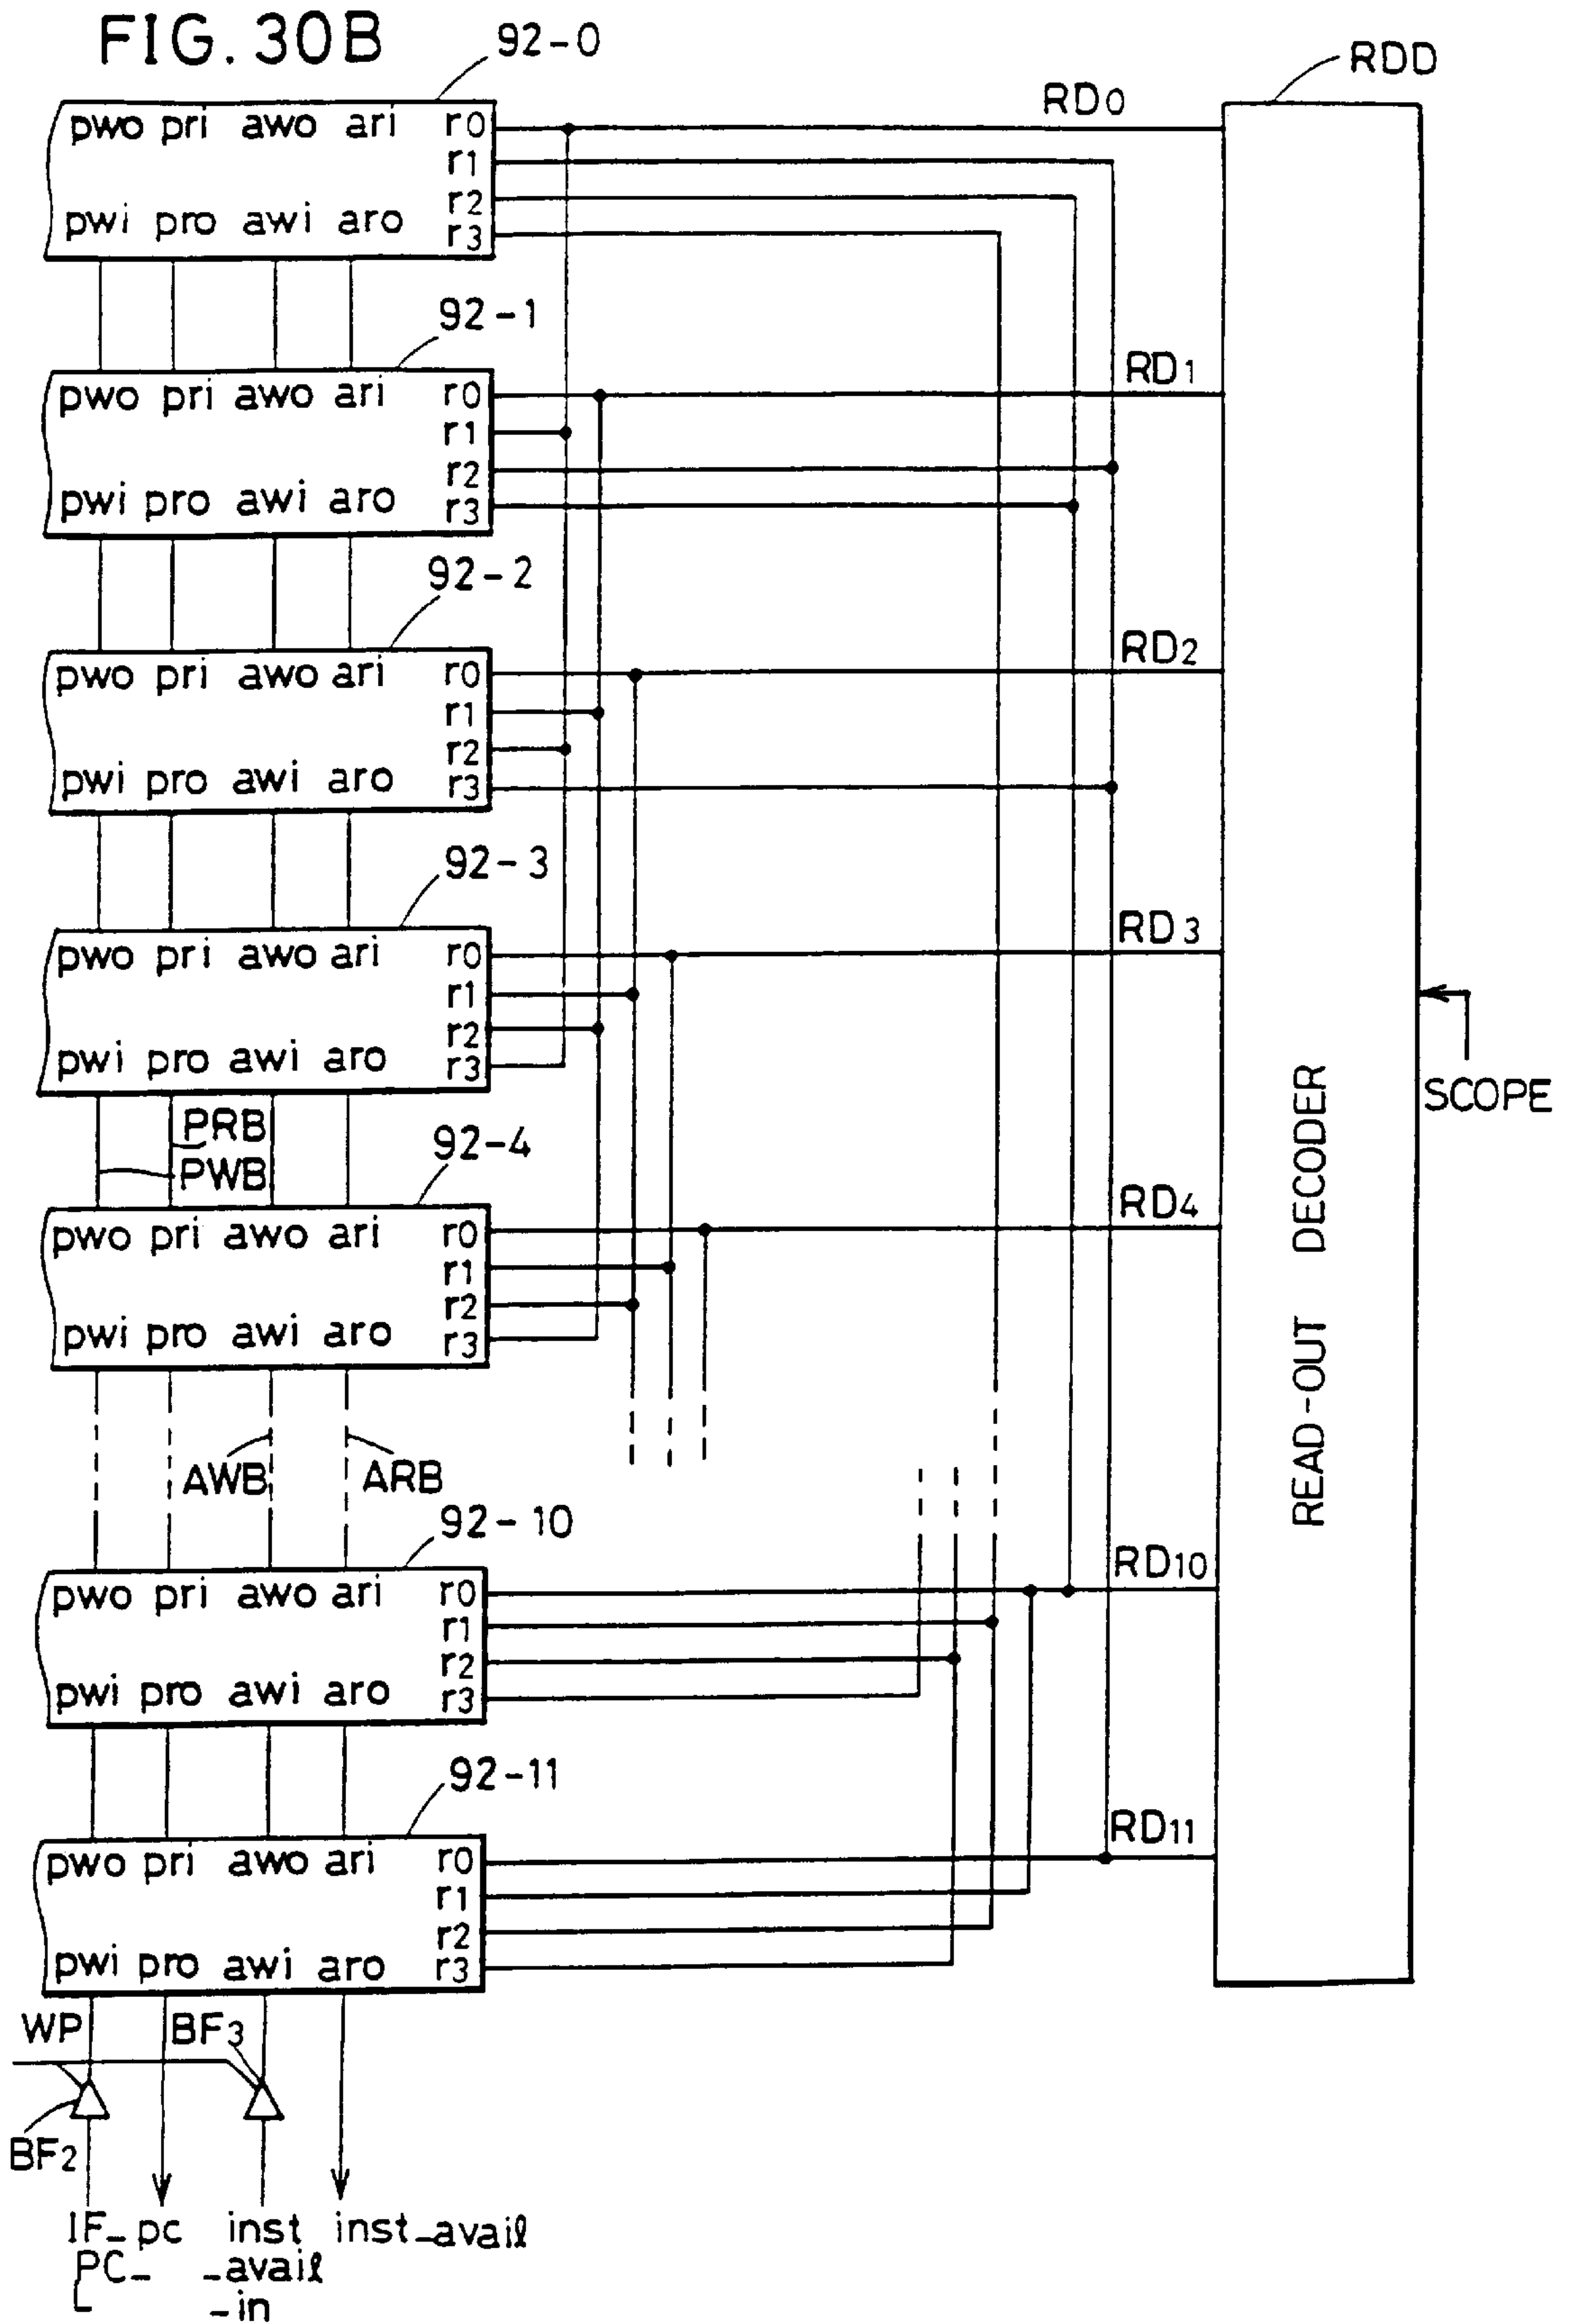 FIG. 30B
92-0
RDD
RD0
pwo pri awo ari r0
r1
r2
pwi pro awi aro r3
92-1
RD1
pwo pri awo ari r0
r1
r2
pwi pro awi aro r3
92-2
RD2
pwo pri awo ari r0
r1
r2
pwi pro awi aro r3
92-3
RD3
pwo pri awo ari r0
r1
r2
pwi pro awi aro r3
SCOPE
READ-OUT DECODER
PRB
PWB
92-4
RD4
pwo pri awo ari r0
r1
r2
pwi pro awi aro r3
AWB ARB
92-10
RD10
pwo pri awo ari r0
r1
r2
pwi pro awi aro r3
92-11
RD11
pwo pri awo ari r0
r1
r2
pwi pro awi aro r3
WP BF3
BF2
IF_ pc inst inst_avail
PC_ _avail
_in